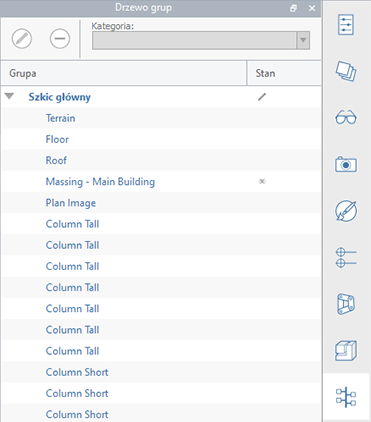 Drzewo grup
Kategoria:
Grupa Stan
Szkic główny
Terrain
Floor
Roof
Massing - Main Building
Plan Image
Column Tall
Column Tall
Column Tall
Column Tall
Column Tall
Column Tall
Column Tall
Column Short
Column Short
Column Short